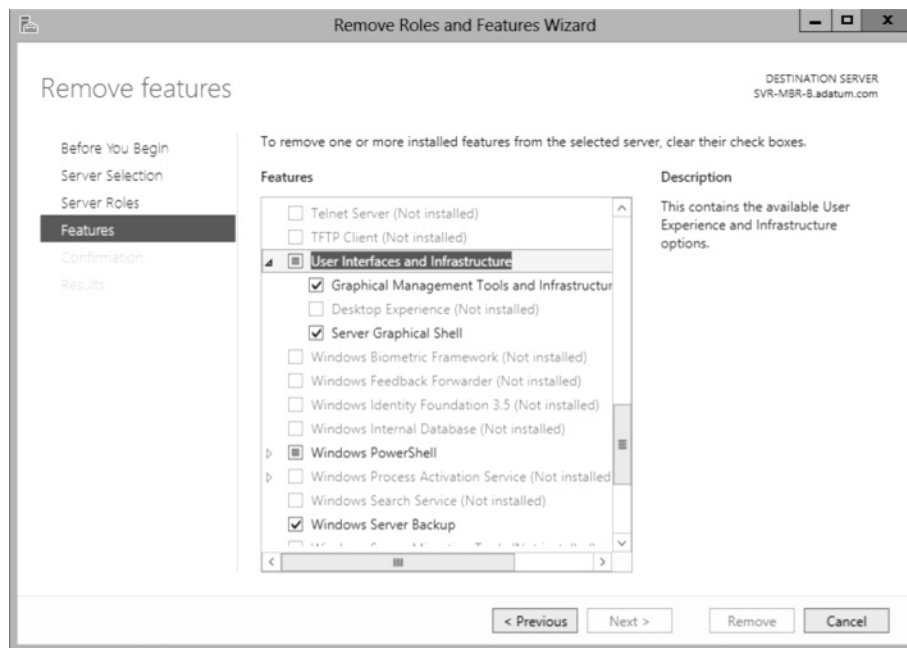 Remove Roles and Features Wizard
Remove features
DESTINATION SERVER
SVR-MBR-B.adatum.com
Before You Begin
Server Selection
Server Roles
Features
Confirmation
Results
To remove one or more installed features from the selected server, clear their check boxes.
Features
Telnet Server (Not installed)
TFTP Client (Not installed)
User Interfaces and Infrastructure
Graphical Management Tools and Infrastructur
Desktop Experience (Not installed)
Server Graphical Shell
Windows Biometric Framework (Not installed)
Windows Feedback Forwarder (Not installed)
Windows Identity Foundation 3.5 (Not installed)
Windows Internal Database (Not installed)
Windows PowerShell
Windows Process Activation Service (Not installed
Windows Search Service (Not installed)
Windows Server Backup
Description
This contains the available User
Experience and Infrastructure
options.
< Previous
Next >
Remove
Cancel